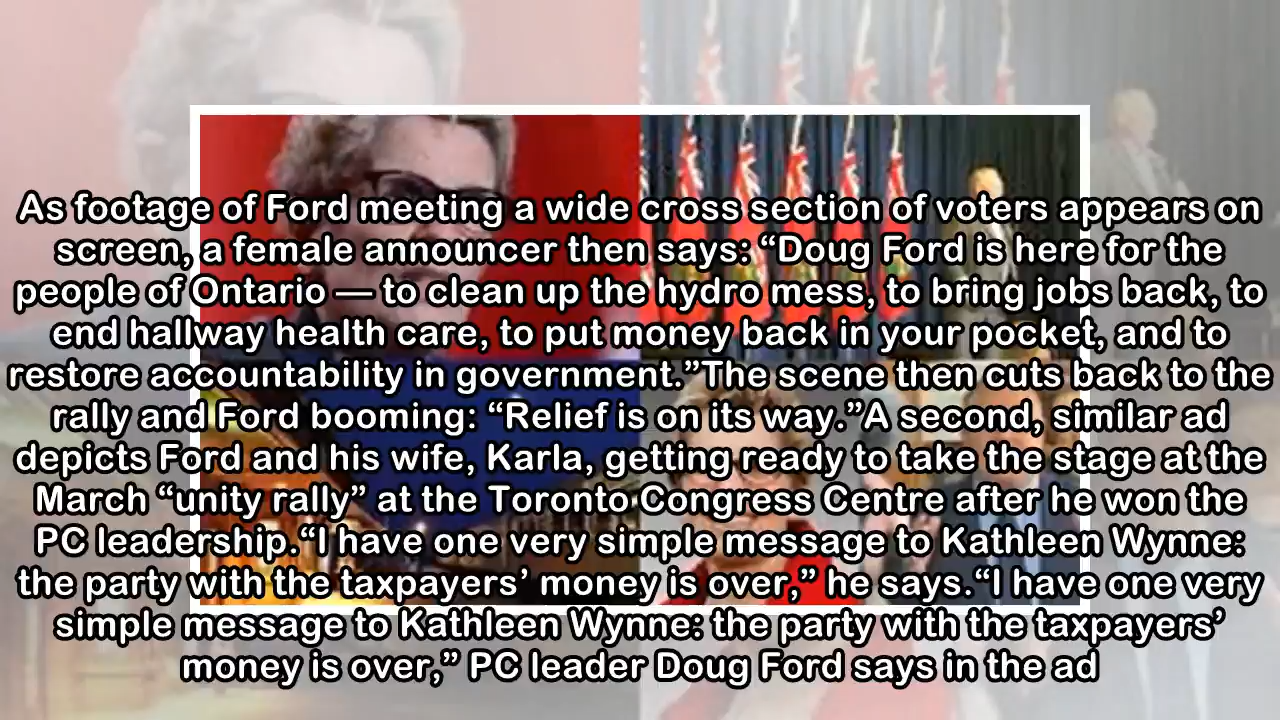 As footage of Ford meeting a wide cross section of voters appears on
screen, a female announcer then says: “Doug Ford is here for the
people of Ontario — to clean up the hydro mess, to bring jobs back, to
end hallway health care, to put money back in your pocket, and to
restore accountability in government.”The scene then cuts back to the
rally and Ford booming: “Relief is on its way.”A second, similar ad
depicts Ford and his wife, Karla, getting ready to take the stage at the
March “unity rally” at the Toronto Congress Centre after he won the
PC leadership.“I have one very simple message to Kathleen Wynne:
the party with the taxpayers’ money is over,” he says.“I have one very
simple message to Kathleen Wynne: the party with the taxpayers’
money is over,” PC leader Doug Ford says in the ad